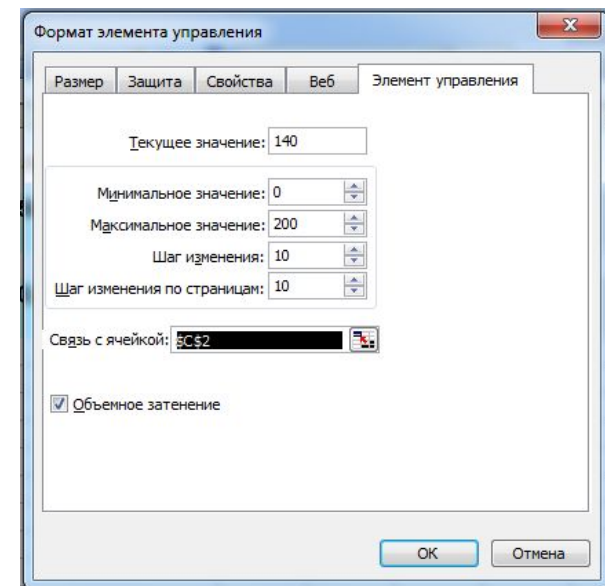 Формат элемента управления
Размер Защита Свойства Веб Элемент управления
Текущее значение: 140
Минимальное значение: 0
Максимальное значение: 200
Шаг изменения: 10
Шаг изменения по страницам: 10
Связь с ячейкой: $C$2
Объемное затенение
ОК Отмена